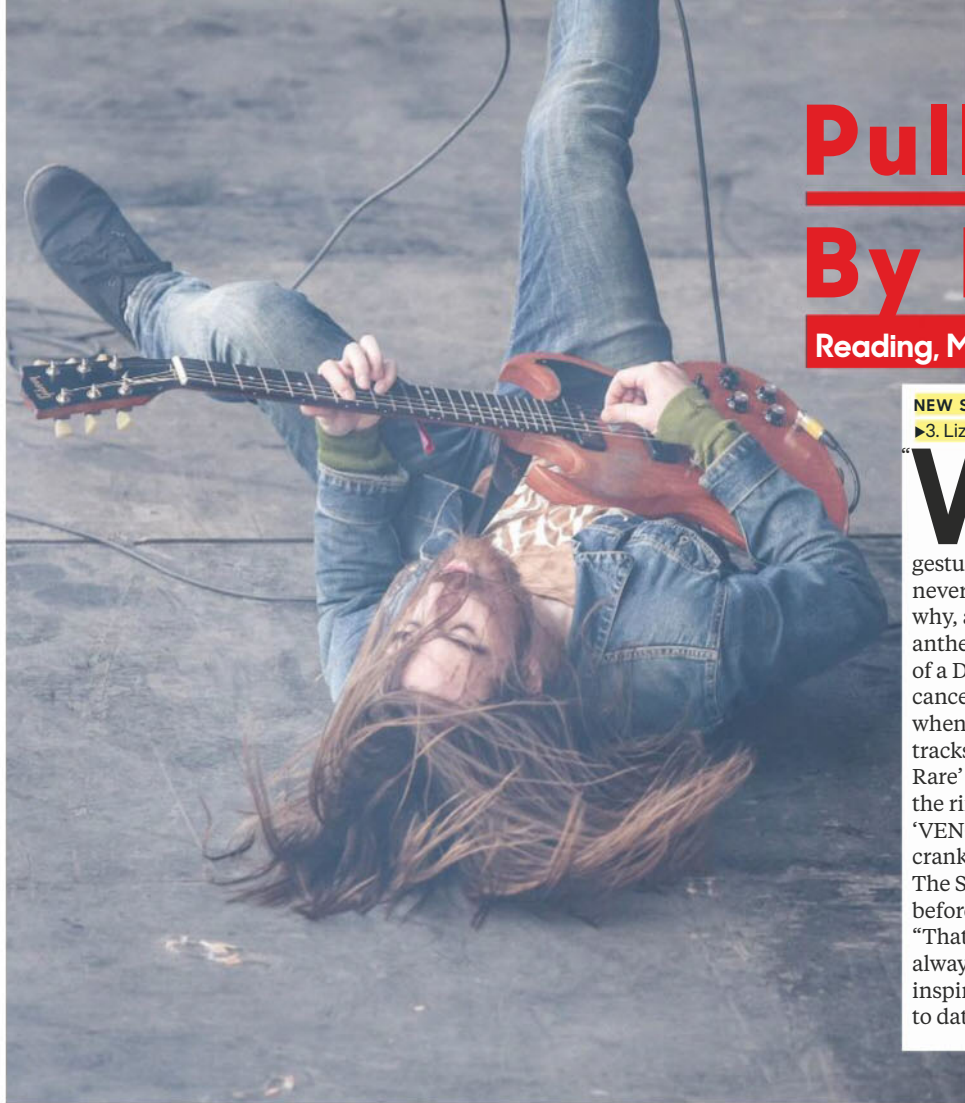 Pull
By
Reading, M
NEW S
▸3. Liz
“W
gestu
never
why, a
anthe
of a D
cance
when
tracks
Rare’
the ri
‘VEN
crank
The S
before
“That
alway
inspir
to dat